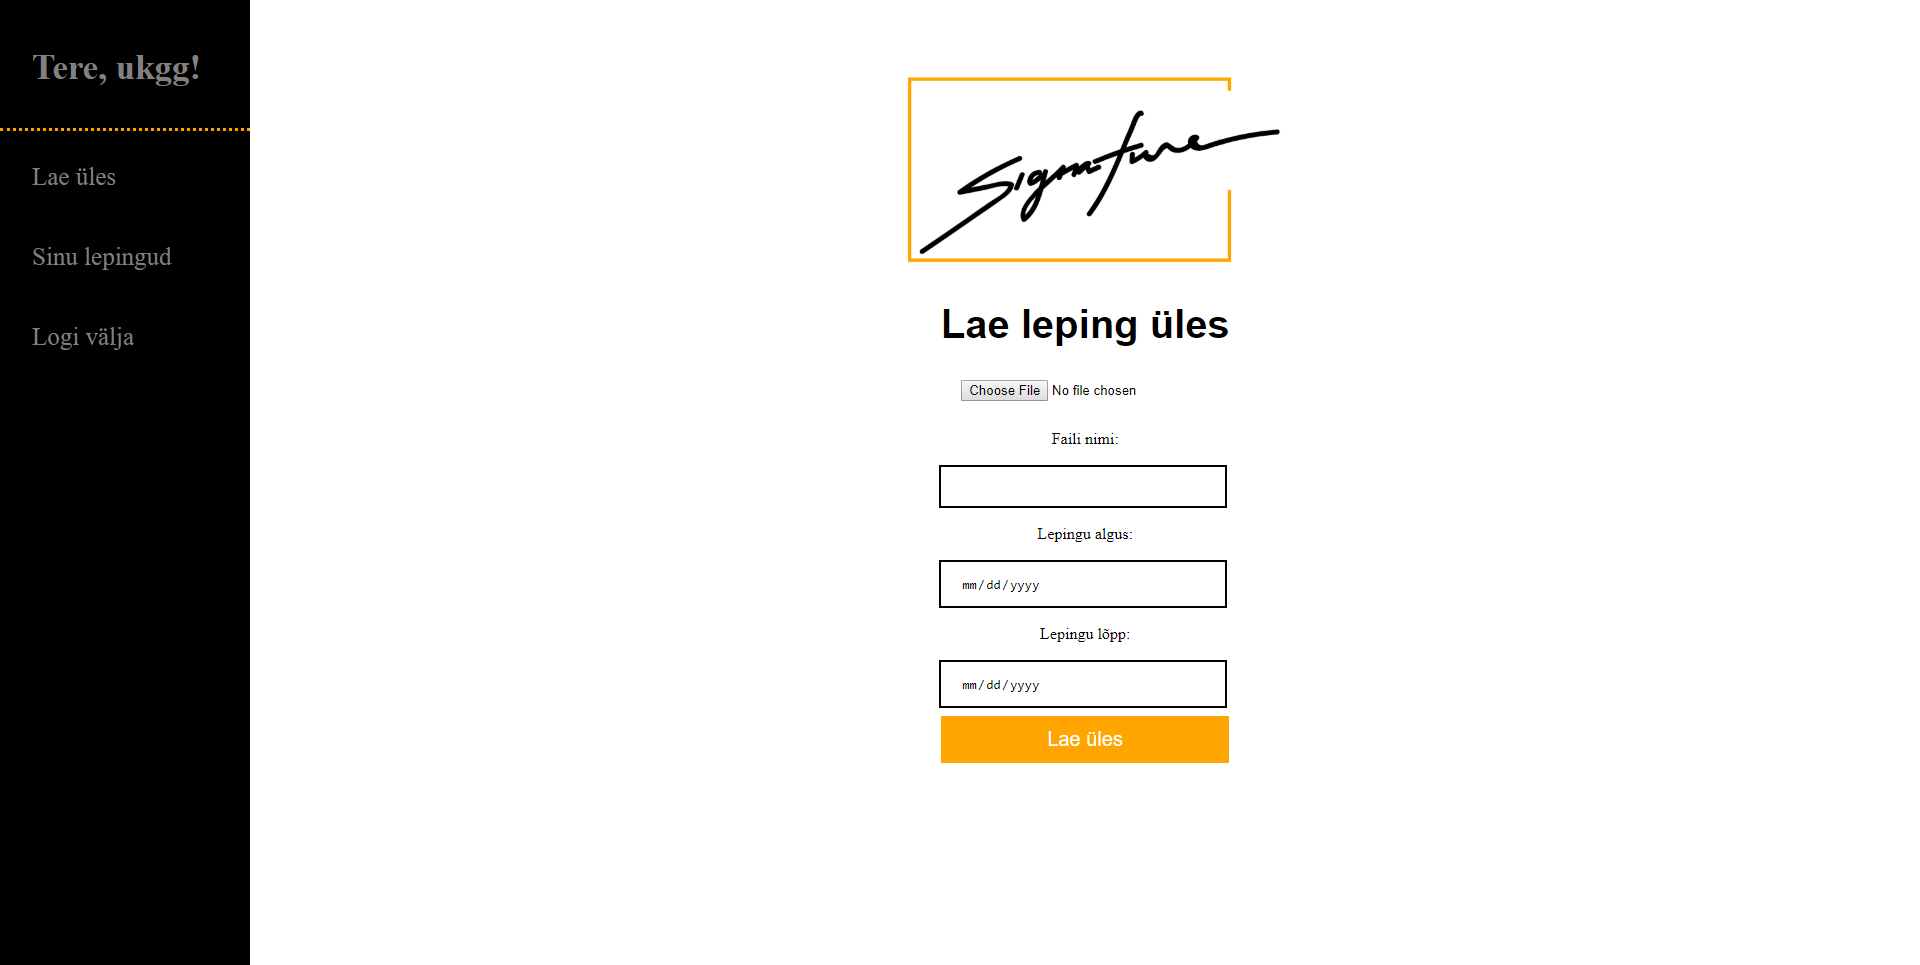 Tere, ukgg!
Lae üles
Sinu lepingud
Logi välja
Signature
Lae leping üles
Choose File No file chosen
Faili nimi:
Lepingu algus:
mm/dd/yyyy
Lepingu lõpp:
mm/dd/yyyy
Lae üles